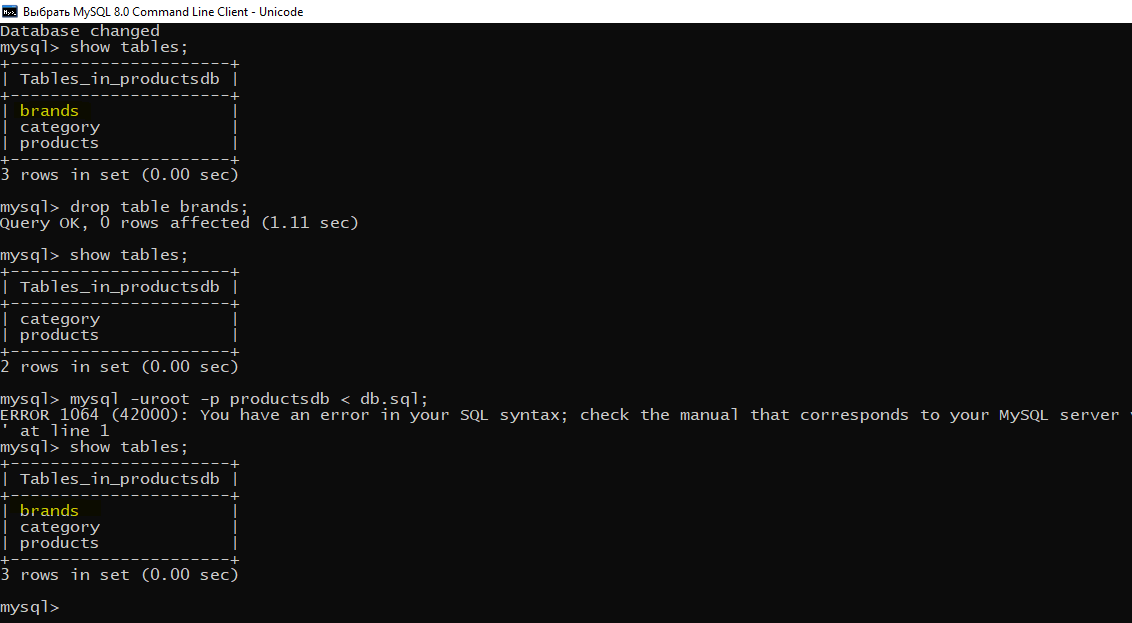 Выбрать MySQL 8.0 Command Line Client - Unicode
Database changed
mysql> show tables;
+----------------------+
| Tables_in_productsdb |
+----------------------+
| brands               |
| category             |
| products             |
+----------------------+
3 rows in set (0.00 sec)
mysql> drop table brands;
Query OK, 0 rows affected (1.11 sec)
mysql> show tables;
+----------------------+
| Tables_in_productsdb |
+----------------------+
| category             |
| products             |
+----------------------+
2 rows in set (0.00 sec)
mysql> mysql -uroot -p productsdb < db.sql;
ERROR 1064 (42000): You have an error in your SQL syntax; check the manual that corresponds to your MySQL server
' at line 1
mysql> show tables;
+----------------------+
| Tables_in_productsdb |
+----------------------+
| brands               |
| category             |
| products             |
+----------------------+
3 rows in set (0.00 sec)
mysql>